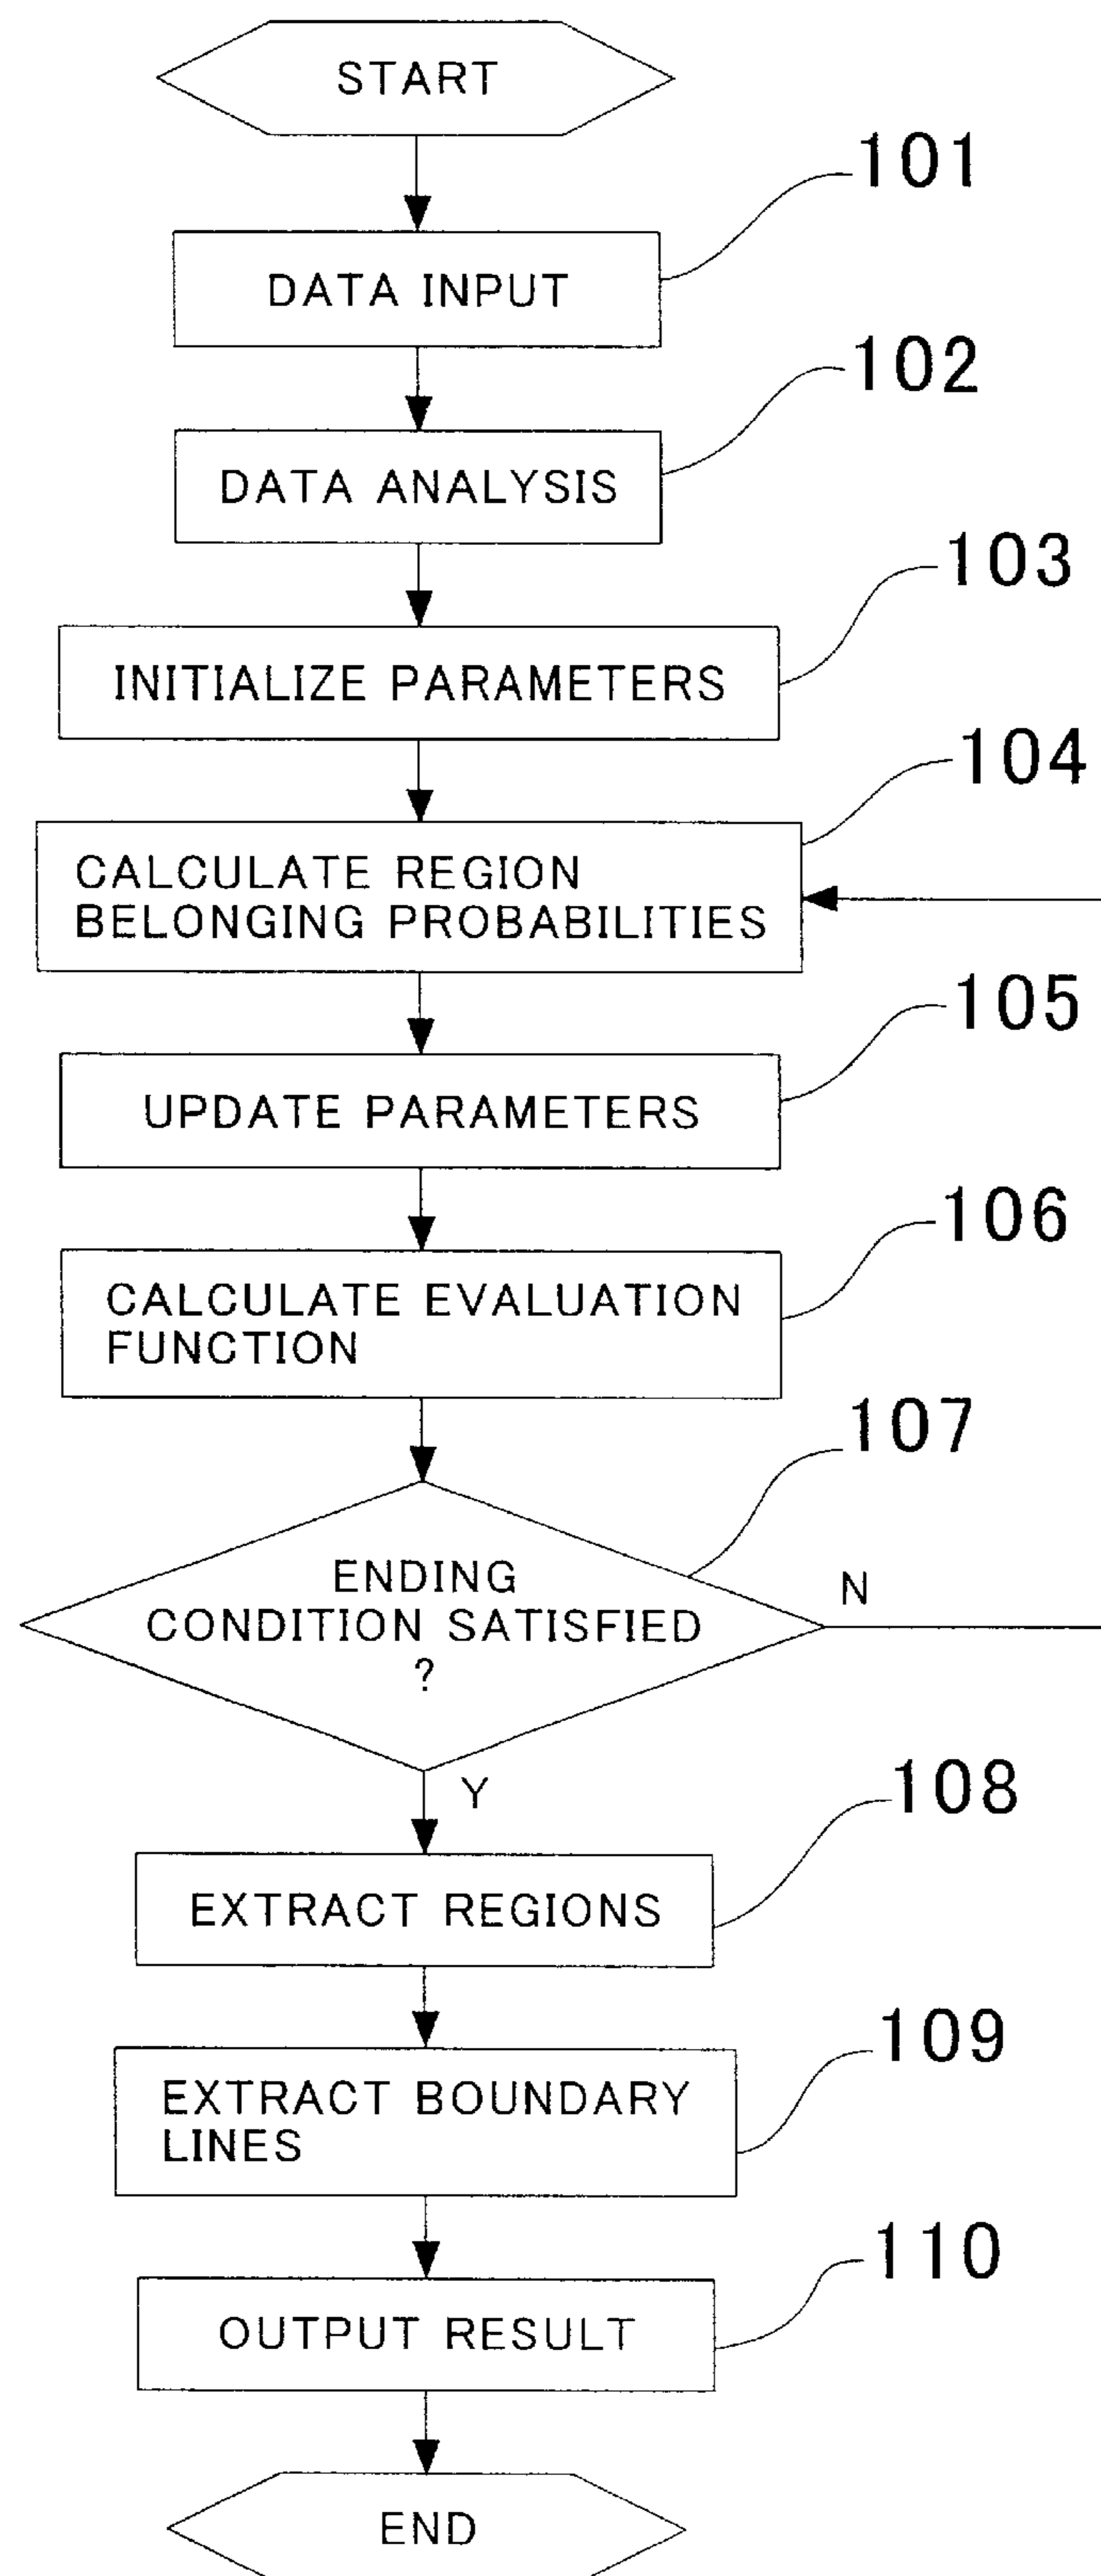 START
101
DATA INPUT
102
DATA ANALYSIS
103
INITIALIZE PARAMETERS
104
CALCULATE REGION
BELONGING PROBABILITIES
105
UPDATE PARAMETERS
106
CALCULATE EVALUATION
FUNCTION
107
ENDING
CONDITION SATISFIED
?
N
Y
108
EXTRACT REGIONS
109
EXTRACT BOUNDARY
LINES
110
OUTPUT RESULT
END